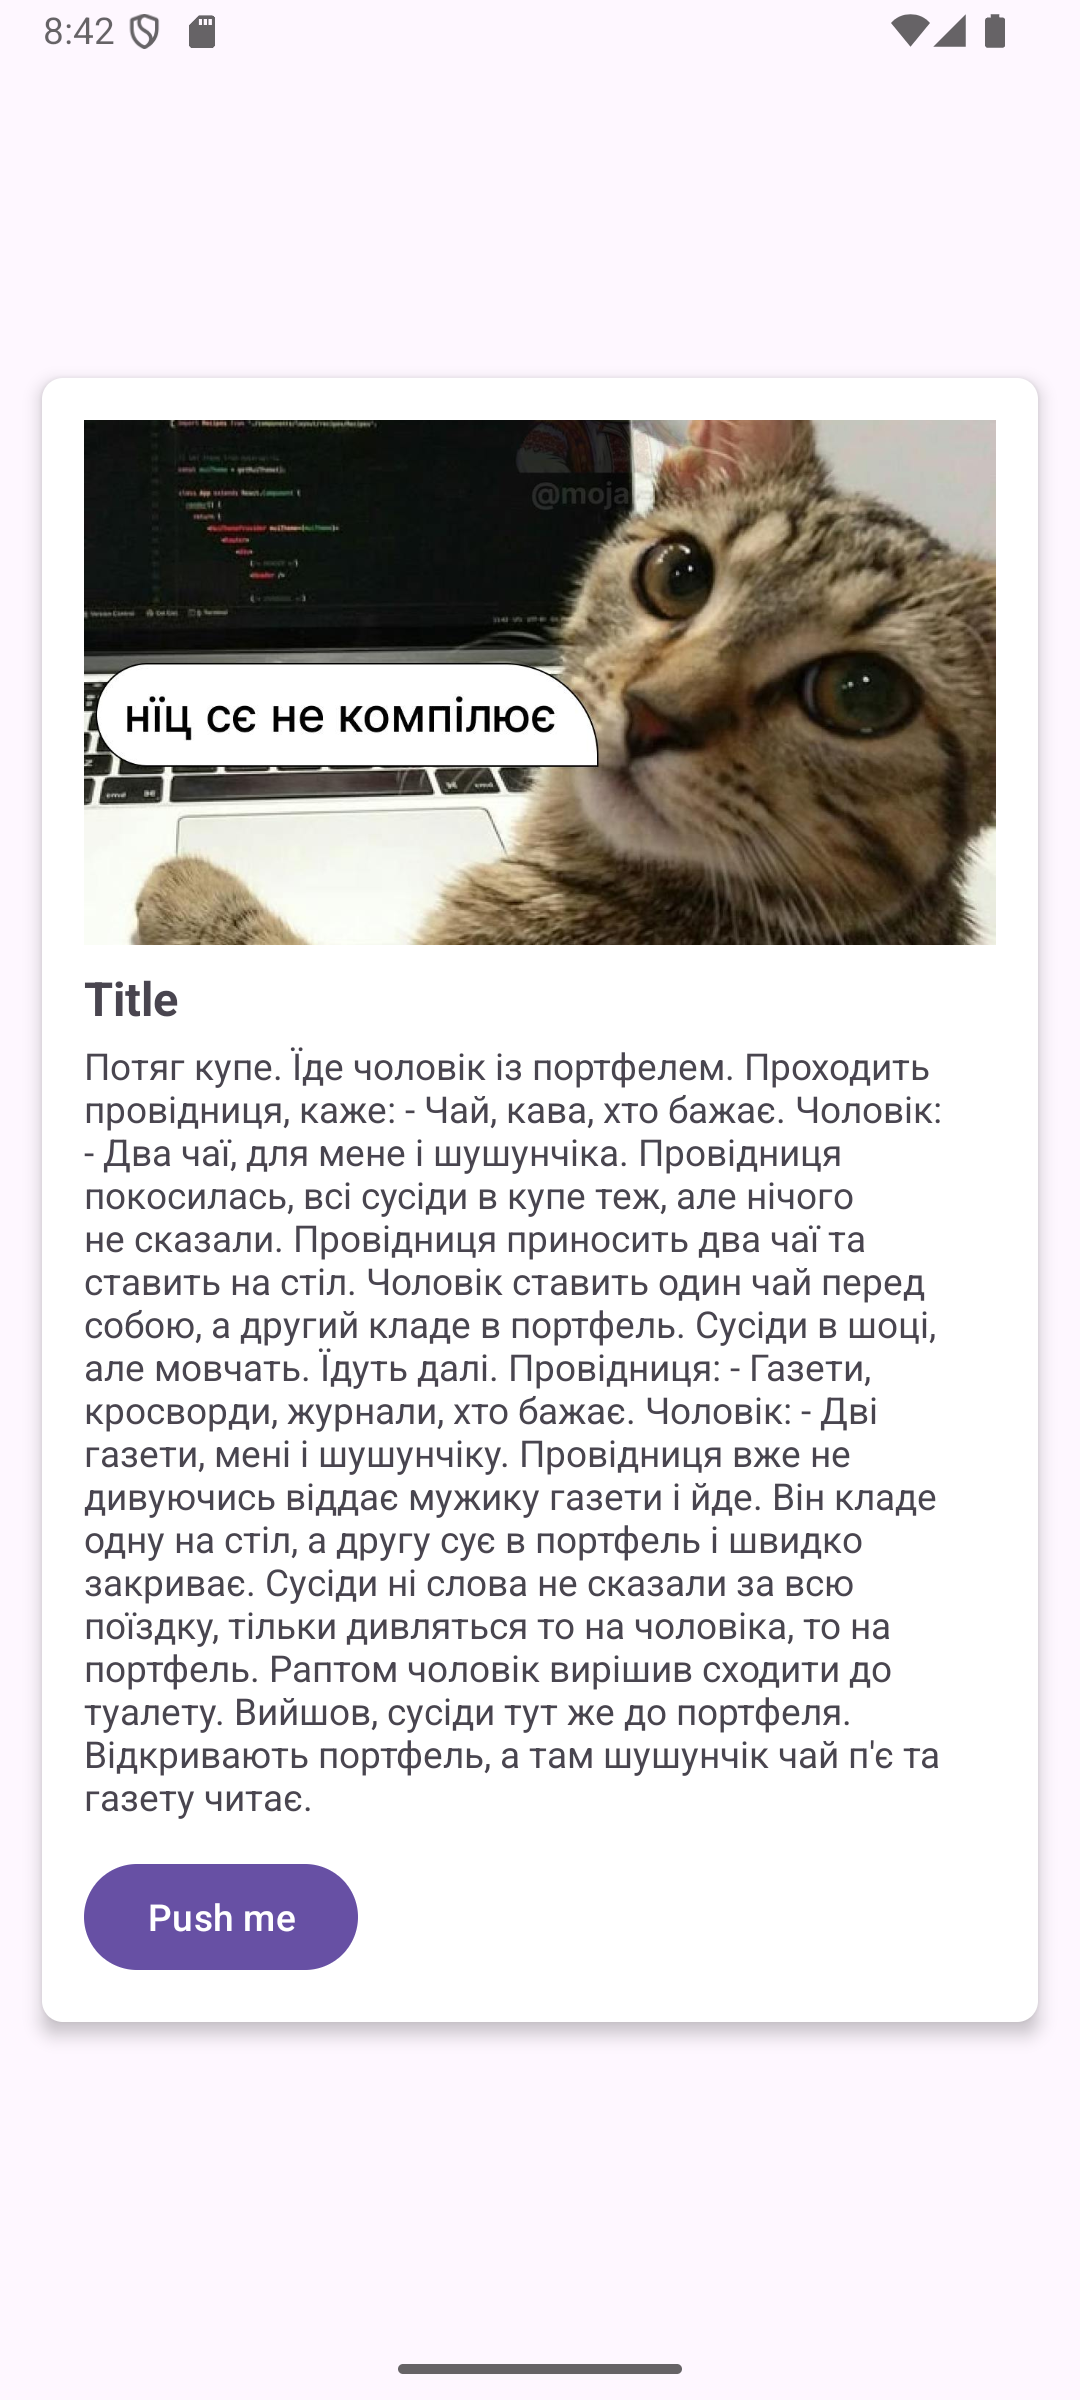 8:42
@moja
нїц сє не компілює
Title
Потяг купе. Їде чоловік із портфелем. Проходить
провідниця, каже: - Чай, кава, хто бажає. Чоловік:
- Два чаї, для мене і шушунчіка. Провідниця
покосилась, всі сусіди в купе теж, але нічого
не сказали. Провідниця приносить два чаї та
ставить на стіл. Чоловік ставить один чай перед
собою, а другий кладе в портфель. Сусіди в шоці,
але мовчать. Їдуть далі. Провідниця: - Газети,
кросворди, журнали, хто бажає. Чоловік: - Дві
газети, мені і шушунчіку. Провідниця вже не
дивуючись віддає мужику газети і йде. Він кладе
одну на стіл, а другу сує в портфель і швидко
закриває. Сусіди ні слова не сказали за всю
поїздку, тільки дивляться то на чоловіка, то на
портфель. Раптом чоловік вирішив сходити до
туалету. Вийшов, сусіди тут же до портфеля.
Відкривають портфель, а там шушунчік чай п'є та
газету читає.
Push me